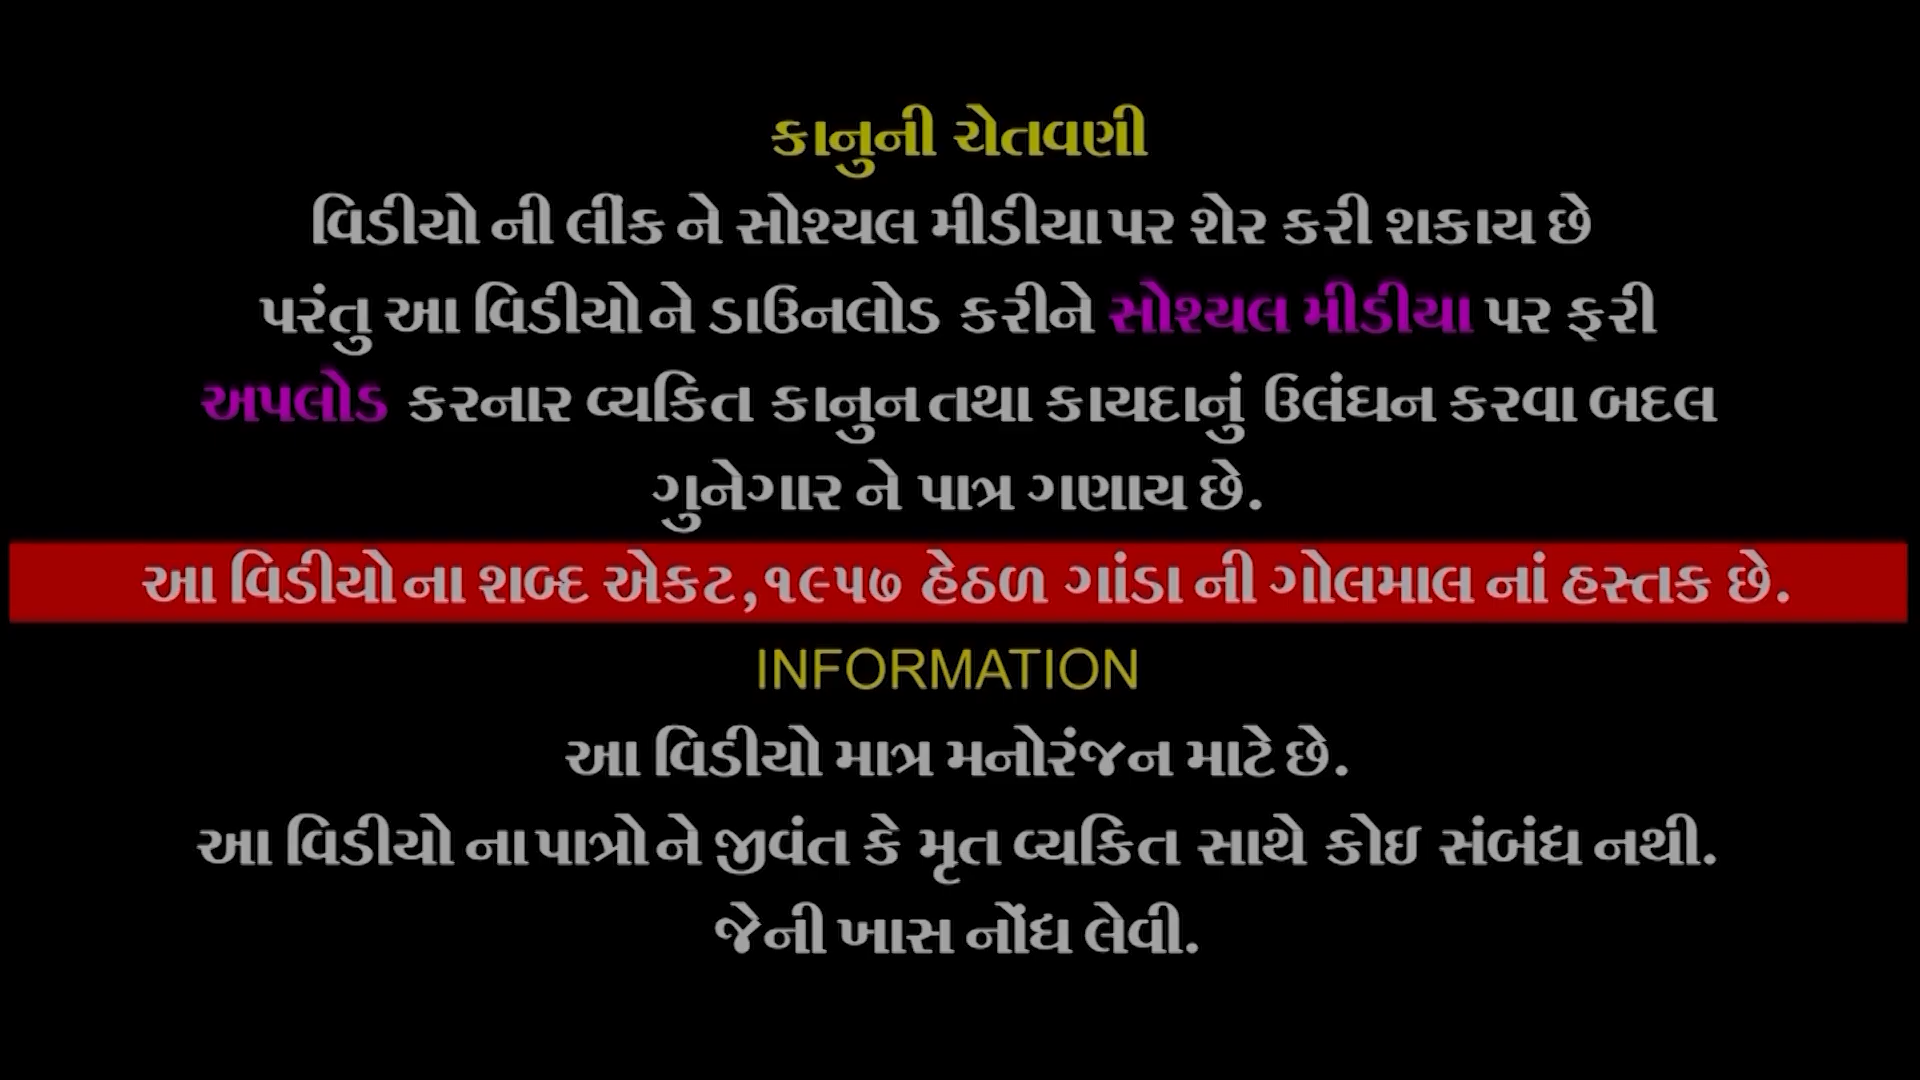 કાનુની ચેતવણી
વિડીયો ની લીંક ને સોશ્યલ મીડીયા પર શેર કરી શકાય છે
પરંતુ આ વિડીયો ને ડાઉનલોડ કરીને સોશ્યલ મીડીયા પર ફરી
અપલોડ કરનાર વ્યકિત કાનુન તથા કાયદાનું ઉલંઘન કરવા બદલ
ગુનેગાર ને પાત્ર ગણાય છે.
આ વિડીયો ના શબ્દ એકટ,૧૯૫૭ હેઠળ ગાંડા ની ગોલમાલ નાં હસ્તક છે.
INFORMATION
આ વિડીયો માત્ર મનોરંજન માટે છે.
આ વિડીયો ના પાત્રો ને જીવંત કે મૃત વ્યકિત સાથે કોઇ સંબંધ નથી.
જેની ખાસ નોંધ લેવી.